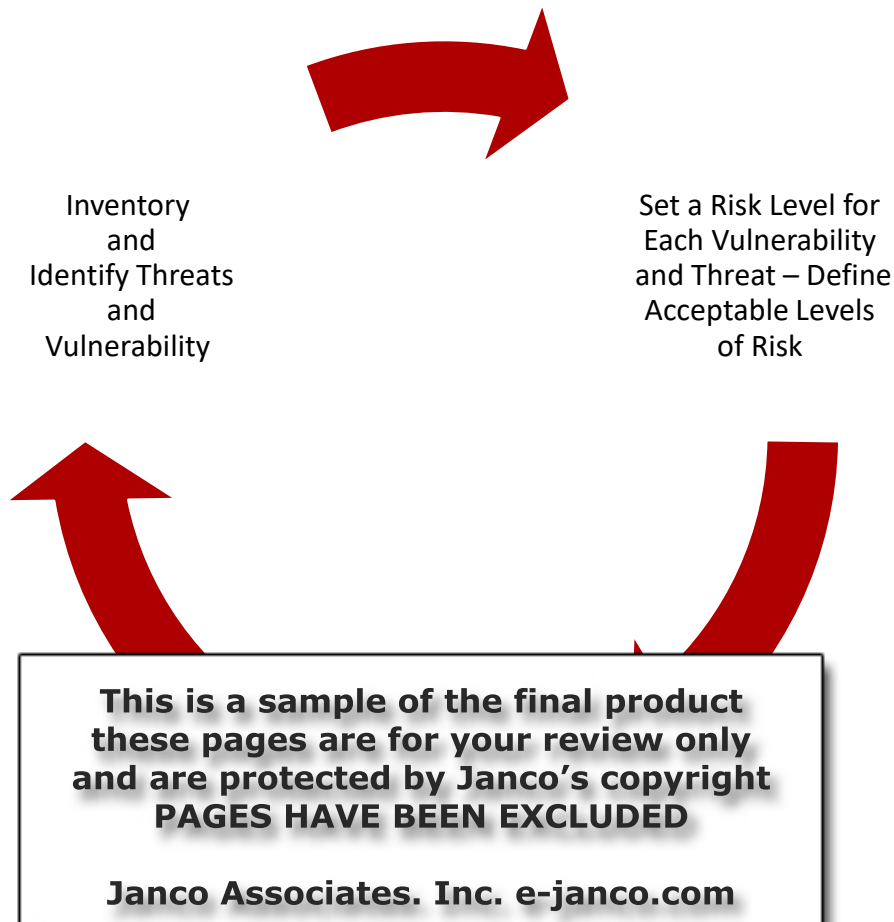 Inventory
and
Identify Threats
and
Vulnerability
Set a Risk Level for
Each Vulnerability
and Threat – Define
Acceptable Levels
of Risk
This is a sample of the final product
these pages are for your review only
and are protected by Janco’s copyright
PAGES HAVE BEEN EXCLUDED
Janco Associates. Inc. e-janco.com